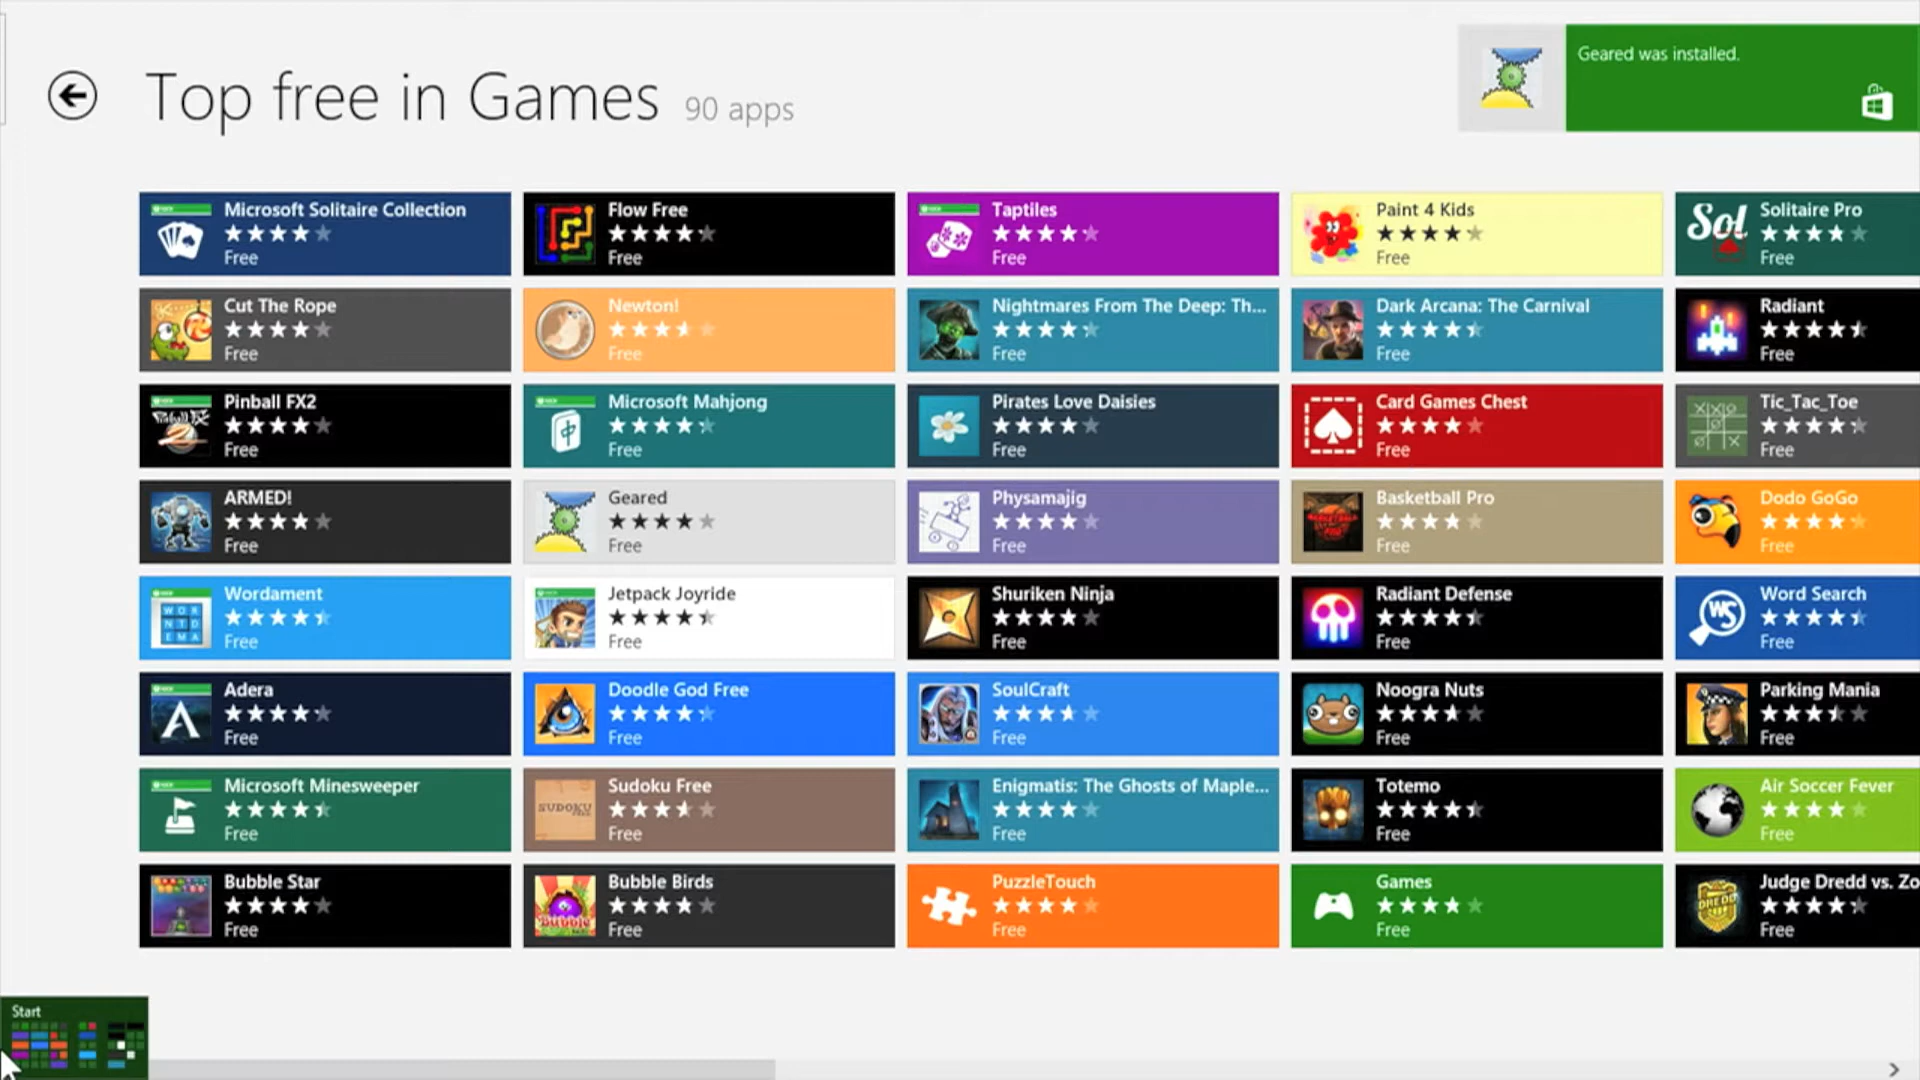 Top free in Games 90 apps
Geared was installed.
Microsoft Solitaire Collection
Free
Cut The Rope
Free
Pinball FX2
Free
ARMED!
Free
Wordament
Free
Adera
Free
Microsoft Minesweeper
Free
Bubble Star
Free
Flow Free
Free
Newton!
Free
Microsoft Mahjong
Free
Geared
Free
Jetpack Joyride
Free
Doodle God Free
Free
SUDOKU
Sudoku Free
Free
Bubble
Bubble Birds
Free
Taptiles
Free
Nightmares From The Deep: Th...
Free
Pirates Love Daisies
Free
Physamajig
Free
Shuriken Ninja
Free
SoulCraft
Free
Enigmatis: The Ghosts of Maple...
Free
PuzzleTouch
Free
Paint 4 Kids
Free
Dark Arcana: The Carnival
Free
Card Games Chest
Free
Basketball Pro
Free
Radiant Defense
Free
Noogra Nuts
Free
Totemo
Free
Games
Free
Sol
Solitaire Pro
Free
Radiant
Free
Tic_Tac_Toe
Free
Dodo GoGo
Free
WS
Word Search
Free
Parking Mania
Free
Air Soccer Fever
Free
DREDD
Judge Dredd vs. Zo
Free
Start